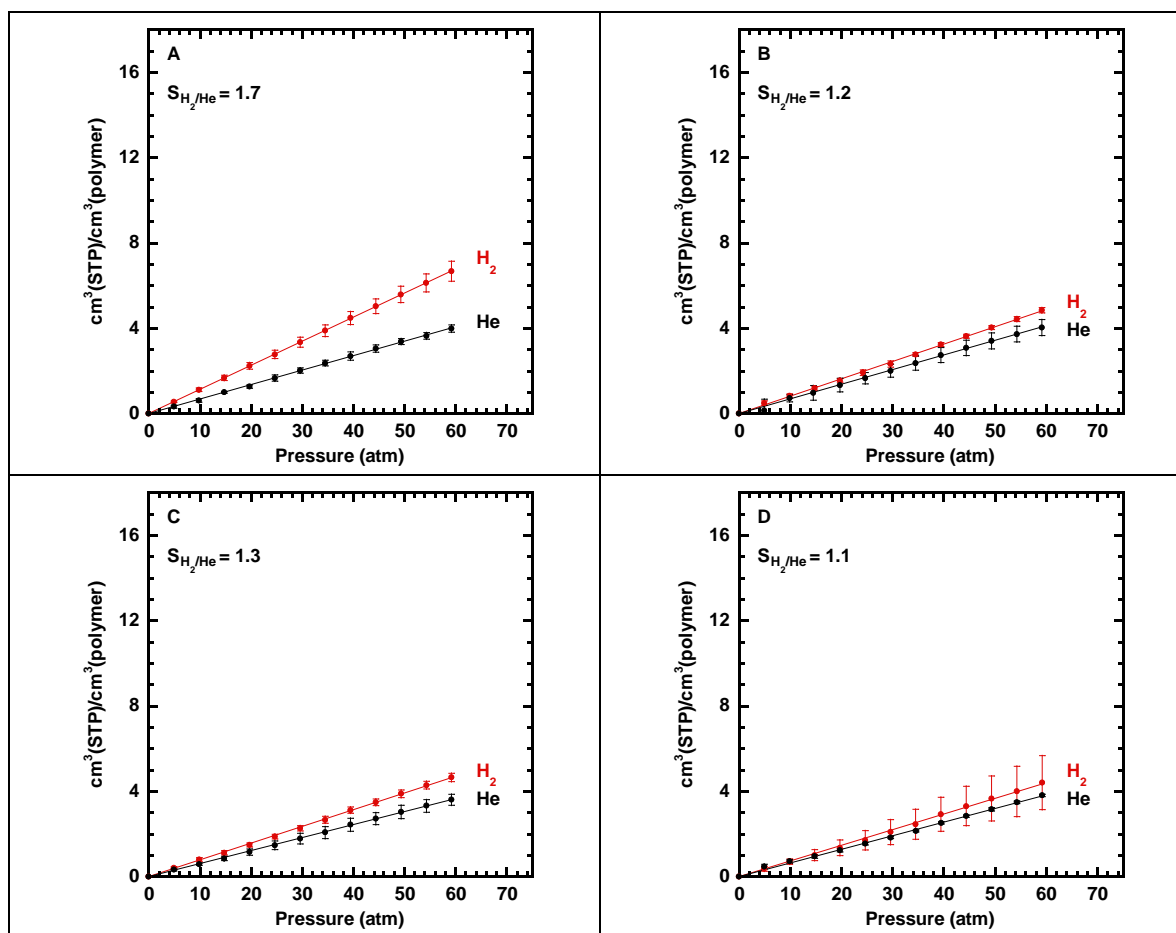 A
S_H₂/He = 1.7
cm³(STP)/cm³(polymer)
16
12
8
4
0
H₂
He
0 10 20 30 40 50 60 70
Pressure (atm)
B
S_H₂/He = 1.2
cm³(STP)/cm³(polymer)
16
12
8
4
0
H₂
He
0 10 20 30 40 50 60 70
Pressure (atm)
C
S_H₂/He = 1.3
cm³(STP)/cm³(polymer)
16
12
8
4
0
H₂
He
0 10 20 30 40 50 60 70
Pressure (atm)
D
S_H₂/He = 1.1
cm³(STP)/cm³(polymer)
16
12
8
4
0
H₂
He
0 10 20 30 40 50 60 70
Pressure (atm)